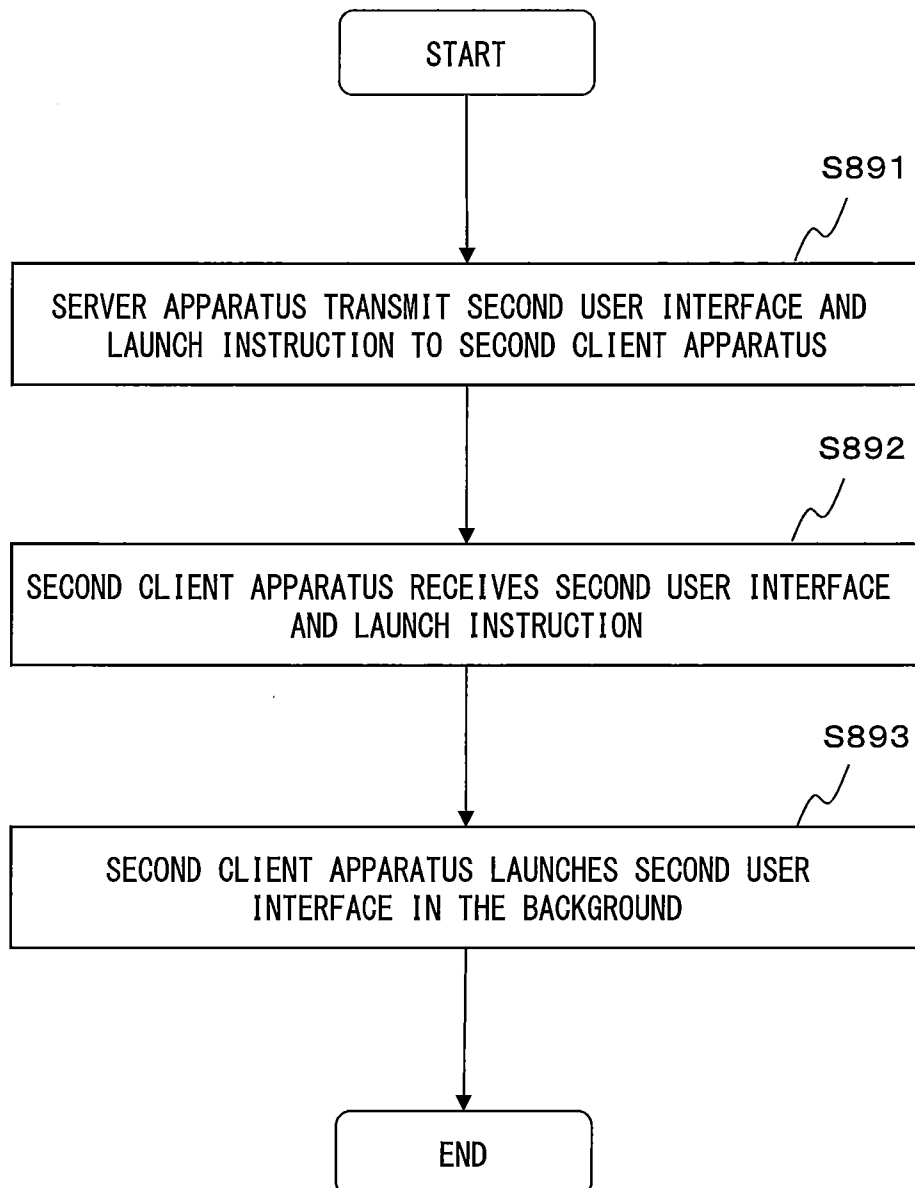 START
S891
SERVER APPARATUS TRANSMIT SECOND USER INTERFACE AND
LAUNCH INSTRUCTION TO SECOND CLIENT APPARATUS
S892
SECOND CLIENT APPARATUS RECEIVES SECOND USER INTERFACE
AND LAUNCH INSTRUCTION
S893
SECOND CLIENT APPARATUS LAUNCHES SECOND USER
INTERFACE IN THE BACKGROUND
END